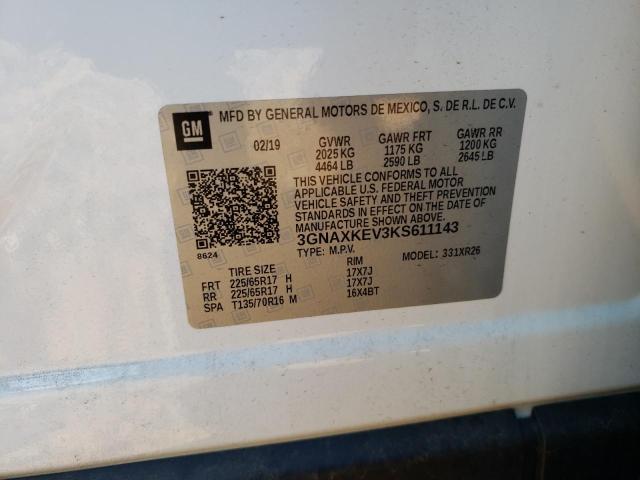 MFD BY GENERAL MOTORS DE MEXICO, S. DE R.L. DE C.V.
GM
02/19 GVWR GAWR FRT GAWR RR
2025 KG 1175 KG 1200 KG
4464 LB 2590 LB 2645 LB
THIS VEHICLE CONFORMS TO ALL
APPLICABLE U.S. FEDERAL MOTOR
VEHICLE SAFETY AND THEFT PREVENTION
STANDARDS IN EFFECT ON THE DATE OF
MANUFACTURE SHOWN ABOVE.
3GNAXKEV3KS611143
TYPE: M.P.V. MODEL: 331XR26
8624
TIRE SIZE RIM
FRT 225/65R17 H 17X7J
RR 225/65R17 H 17X7J
SPA T135/70R16 M 16X4BT